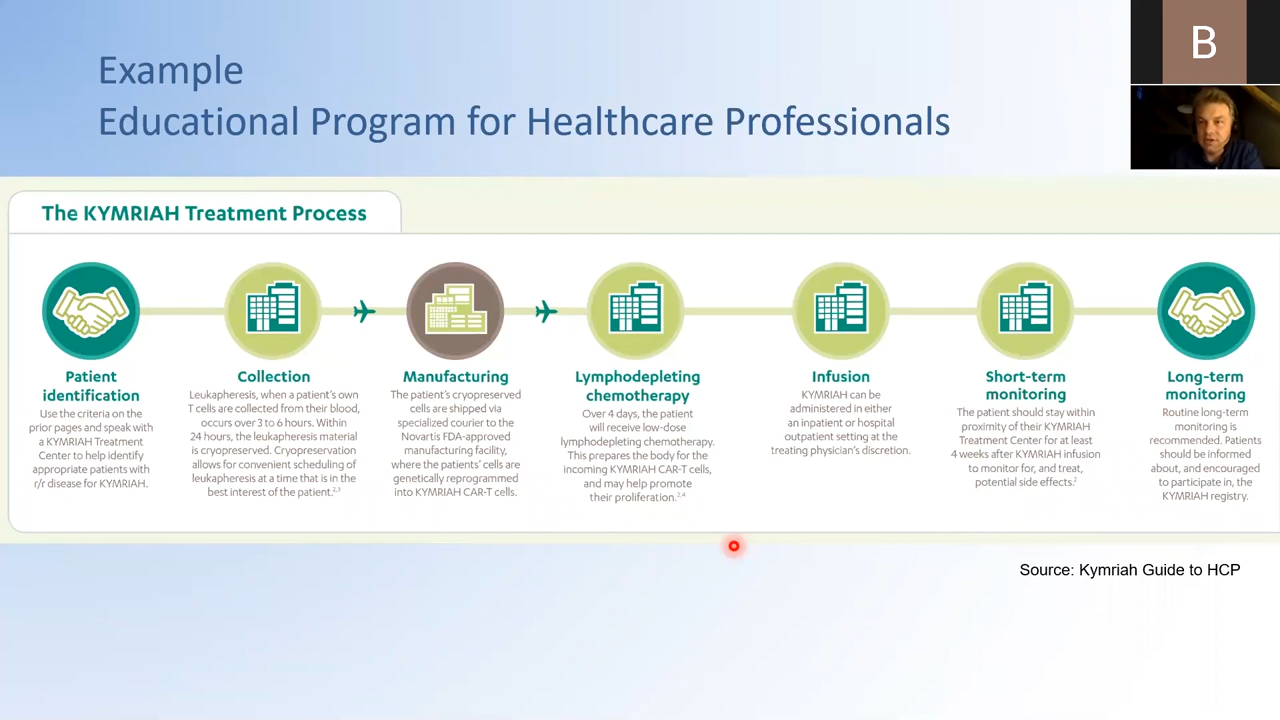 Example
Educational Program for Healthcare Professionals
B
The KYMRIAH Treatment Process
Patient
identification
Use the criteria on the
prior pages and speak with
a KYMRIAH Treatment
Center to help identify
appropriate patients with
r/r disease for KYMRIAH.
Collection
Leukapheresis, when a patient's own
T cells are collected from their blood,
occurs over 3 to 6 hours. Within
24 hours, the leukapheresis material
is cryopreserved. Cryopreservation
allows for convenient scheduling of
leukapheresis at a time that is in the
best interest of the patient.2,3
Manufacturing
The patient's cryopreserved
cells are shipped via
specialized courier to the
Novartis FDA-approved
manufacturing facility,
where the patients' cells are
genetically reprogrammed
into KYMRIAH CAR-T cells.
Lymphodepleting
chemotherapy
Over 4 days, the patient
will receive low-dose
lymphodepleting chemotherapy.
This prepares the body for the
incoming KYMRIAH CAR-T cells,
and may help promote
their proliferation.2,4
Infusion
KYMRIAH can be
administered in either
an inpatient or hospital
outpatient setting at the
treating physician's discretion.
Short-term
monitoring
The patient should stay within
proximity of their KYMRIAH
Treatment Center for at least
4 weeks after KYMRIAH infusion
to monitor for, and treat,
potential side effects.2
Long-term
monitoring
Routine long-term
monitoring is
recommended. Patients
should be informed
about, and encouraged
to participate in, the
KYMRIAH registry.
Source: Kymriah Guide to HCP